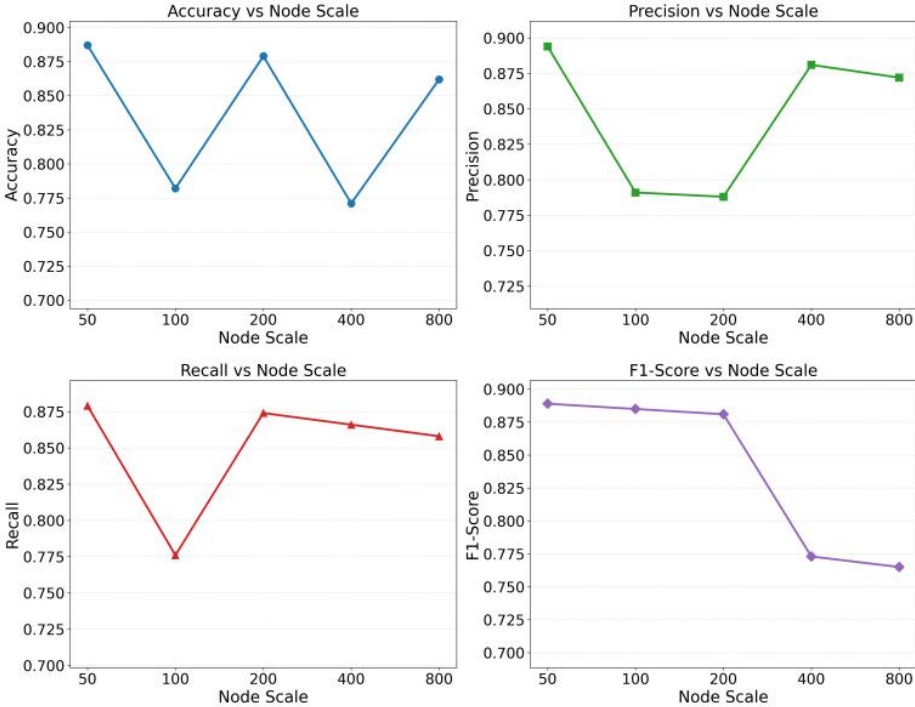 Accuracy vs Node Scale
0.900
0.875
0.850
0.825
0.800
0.775
0.750
0.725
0.700
Accuracy
50 100 200 400 800
Node Scale
Precision vs Node Scale
0.900
0.875
0.850
0.825
0.800
0.775
0.750
0.725
Precision
50 100 200 400 800
Node Scale
Recall vs Node Scale
0.875
0.850
0.825
0.800
0.775
0.750
0.725
0.700
Recall
50 100 200 400 800
Node Scale
F1-Score vs Node Scale
0.900
0.875
0.850
0.825
0.800
0.775
0.750
0.725
0.700
F1-Score
50 100 200 400 800
Node Scale